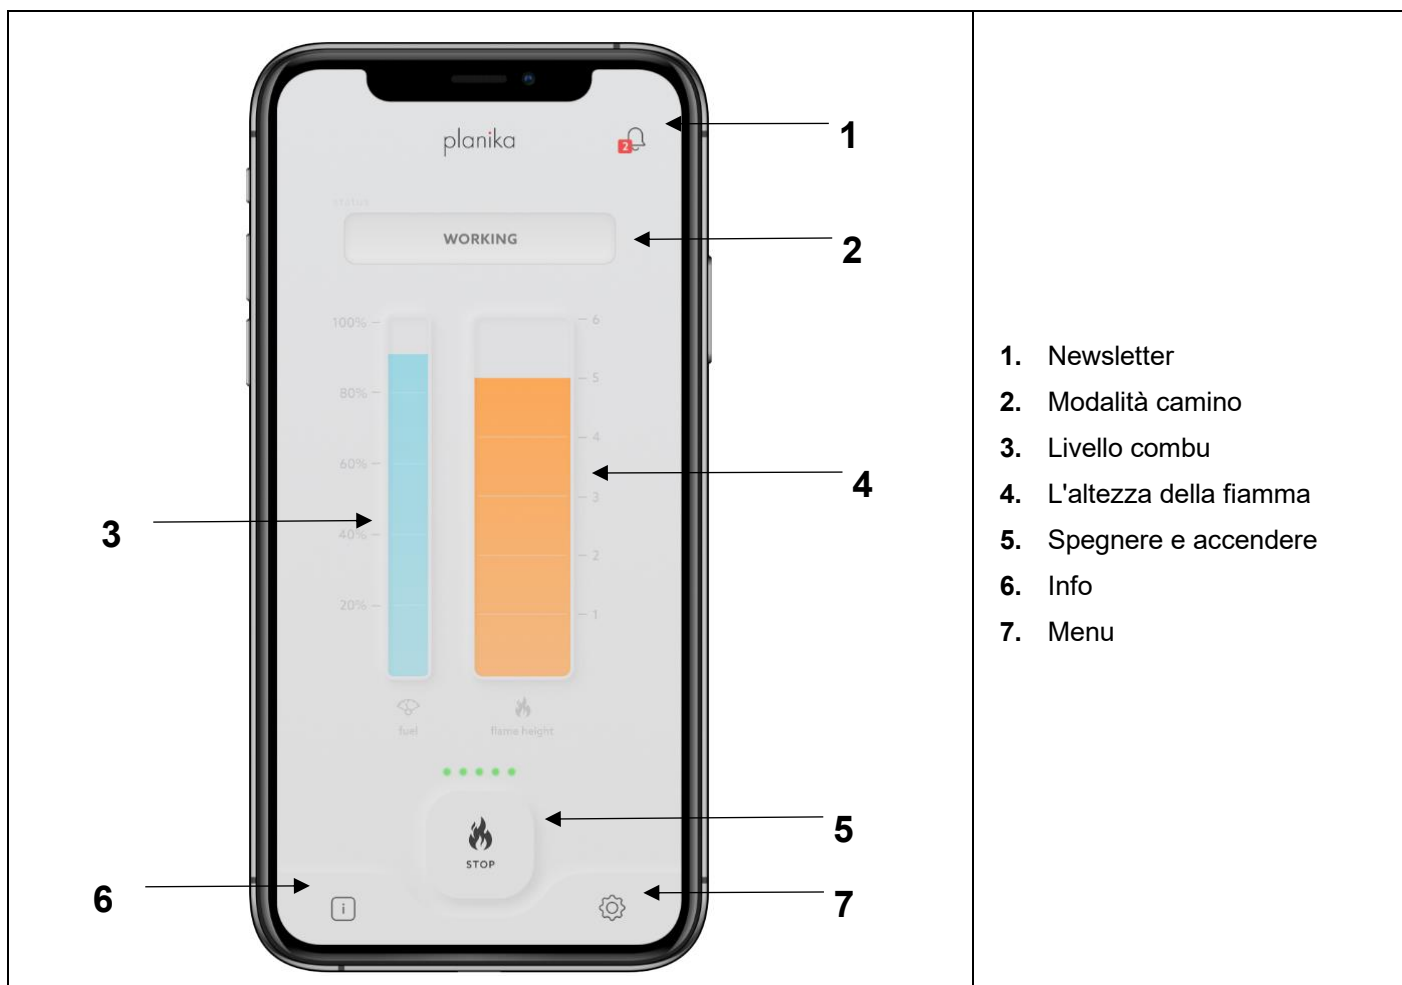 planika
2
1
status
WORKING
2
100%
6
5
80%
4
60%
4
3
3
40%
2
20%
1
fuel
flame height
5
STOP
6
i
7
1. Newsletter
2. Modalità camino
3. Livello combu
4. L'altezza della fiamma
5. Spegnere e accendere
6. Info
7. Menu